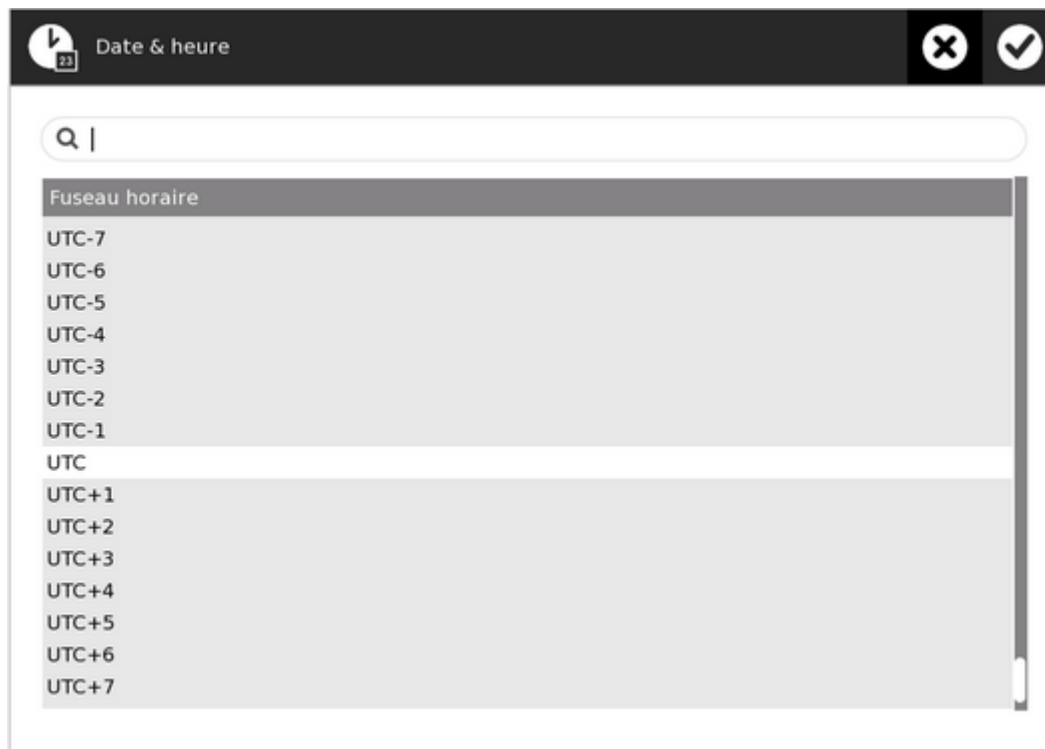 Date & heure
23
Fuseau horaire
UTC-7
UTC-6
UTC-5
UTC-4
UTC-3
UTC-2
UTC-1
UTC
UTC+1
UTC+2
UTC+3
UTC+4
UTC+5
UTC+6
UTC+7